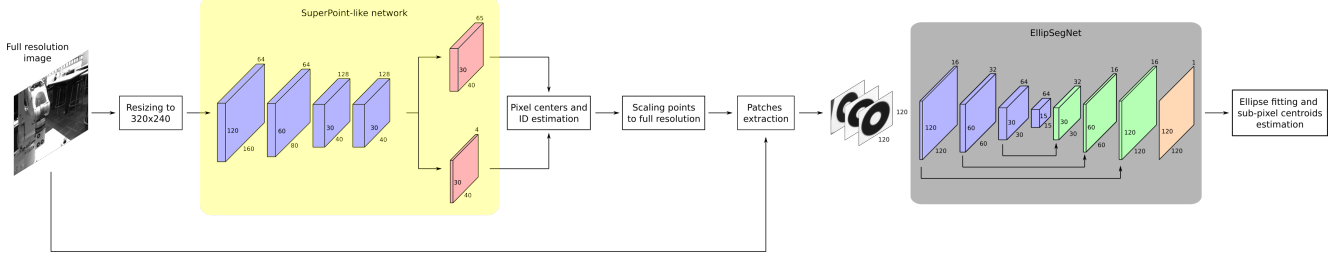 Full resolution
image
Resizing to
320x240
SuperPoint-like network
64
120
160
64
60
80
128
30
40
128
30
40
65
30
40
4
30
40
Pixel centers and
ID estimation
Scaling points
to full resolution
Patches
extraction
120
120
EllipSegNet
16
120
120
32
60
60
64
30
30
64
15
15
32
30
30
16
60
60
16
120
120
1
120
120
Ellipse fitting and
sub-pixel centroids
estimation